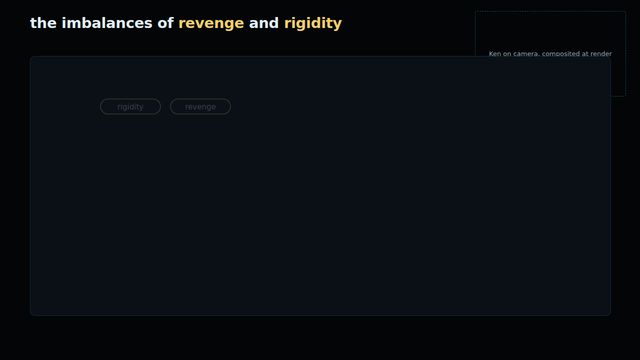 the imbalances of revenge and rigidity
Ken on camera, composited at render
rigidity
revenge